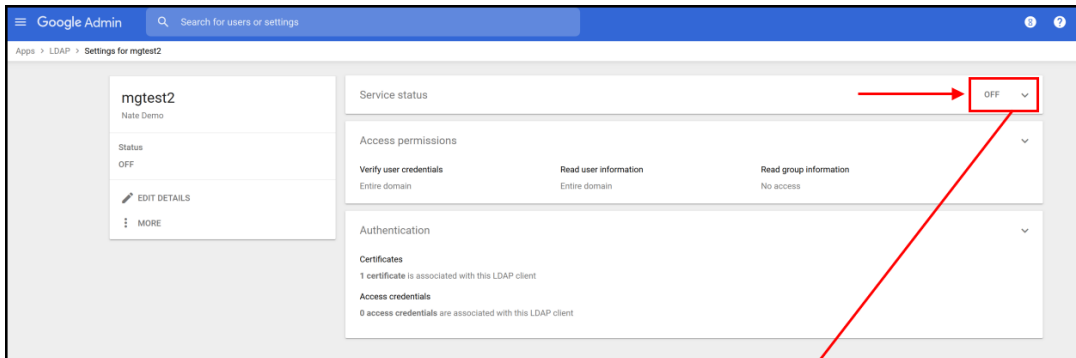 Google Admin
Search for users or settings
Apps > LDAP > Settings for mgtest2
mgtest2
Nate Demo
Status
OFF
EDIT DETAILS
MORE
Service status
OFF
Access permissions
Verify user credentials
Entire domain
Read user information
Entire domain
Read group information
No access
Authentication
Certificates
1 certificate is associated with this LDAP client
Access credentials
0 access credentials are associated with this LDAP client